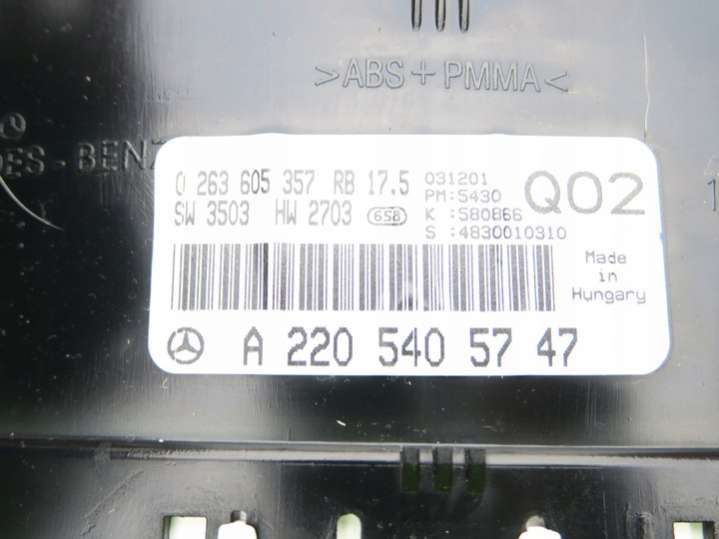 >ABS+PMMA<
DES-BENZ
0 263 605 357 RB 17.5 031201 Q02
PM:5430
SW 3503 HW 2703 658 K :580866
S :4830010310
Made
in
Hungary
A 220 540 57 47
1